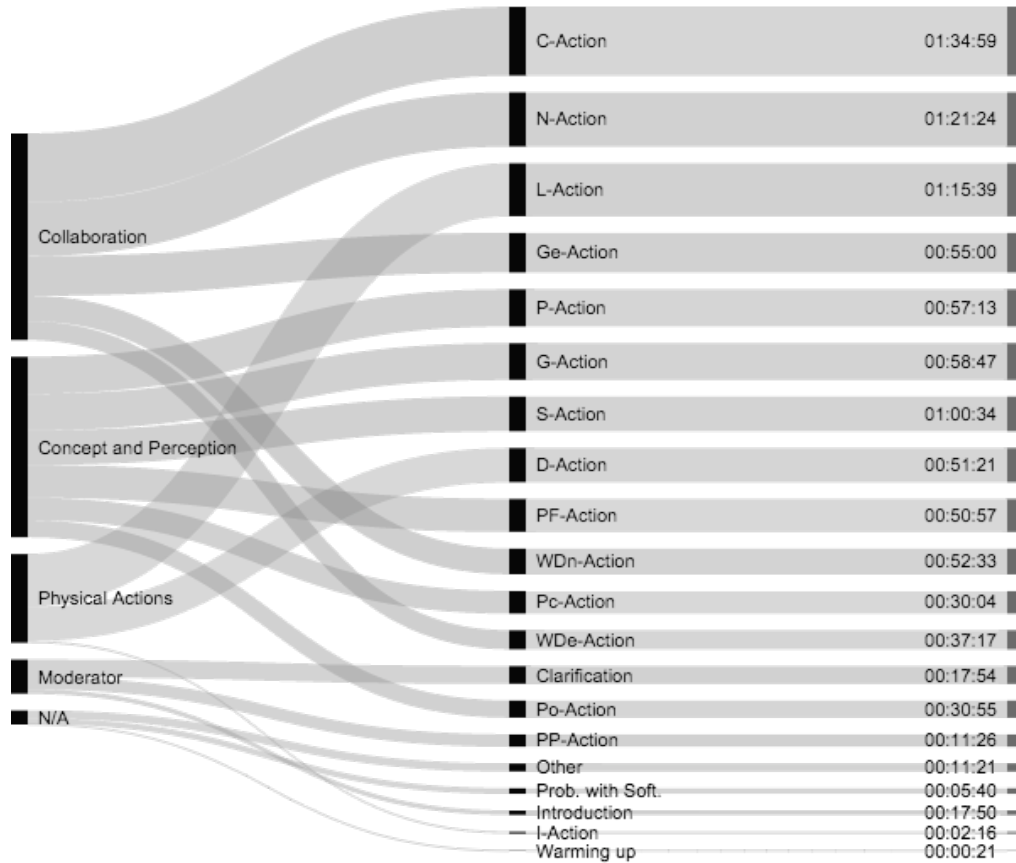 C-Action 01:34:59
N-Action 01:21:24
L-Action 01:15:39
Collaboration
Ge-Action 00:55:00
P-Action 00:57:13
G-Action 00:58:47
S-Action 01:00:34
Concept and Perception
D-Action 00:51:21
PF-Action 00:50:57
WDn-Action 00:52:33
Physical Actions
Pc-Action 00:30:04
WDe-Action 00:37:17
Moderator
Clarification 00:17:54
N/A
Po-Action 00:30:55
PP-Action 00:11:26
Other 00:11:21
Prob. with Soft. 00:05:40
Introduction 00:17:50
I-Action 00:02:16
Warming up 00:00:21